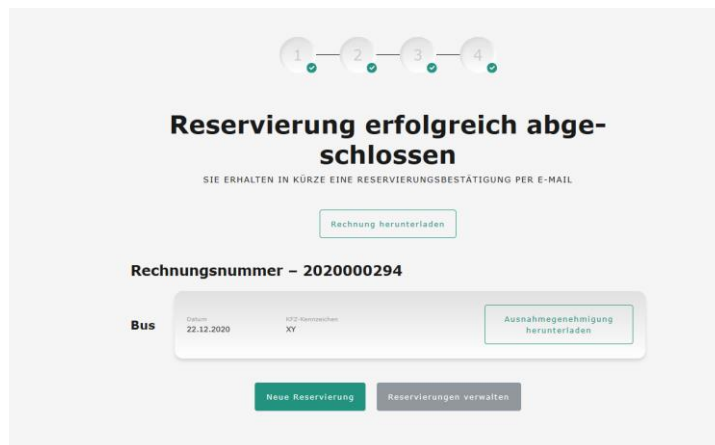 1 2 3 4
Reservierung erfolgreich abge-
schlossen
SIE ERHALTEN IN KÜRZE EINE RESERVIERUNGSBESTÄTIGUNG PER E-MAIL
Rechnung herunterladen
Rechnungsnummer – 2020000294
Bus
Datum KFZ-Kennzeichen
22.12.2020 XY
Ausnahmegenehmigung
herunterladen
Neue Reservierung Reservierungen verwalten